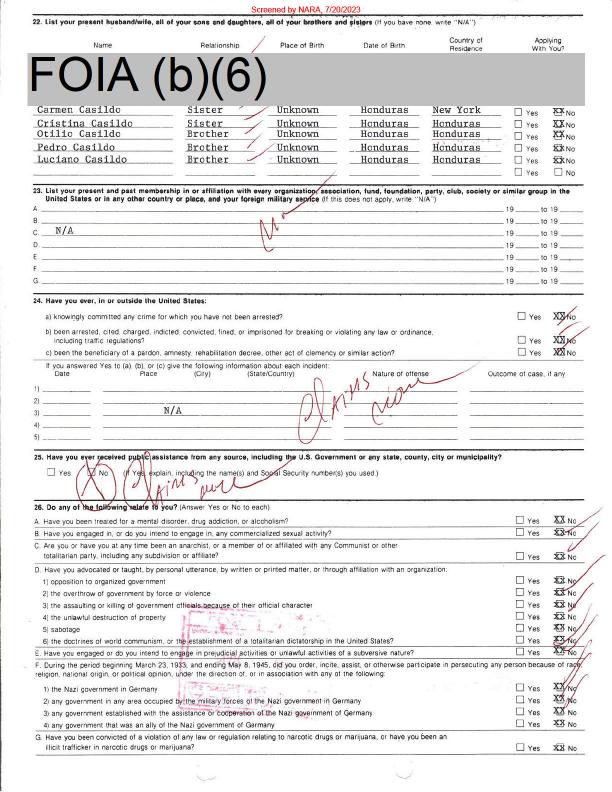 Screened by NARA, 7/20/2023
22. List your present husband/wife, all of your sons and daughters, all of your brothers and sisters (If you have none, write "N/A")
Name Relationship Place of Birth Date of Birth Country of Residence Applying With You?
FOIA (b)(6)
Carmen Casildo Sister Unknown Honduras New York ☐ Yes XX No
Cristina Casildo Sister Unknown Honduras Honduras ☐ Yes XX No
Otilio Casildo Brother Unknown Honduras Honduras ☐ Yes XX No
Pedro Casildo Brother Unknown Honduras Honduras ☐ Yes XX No
Luciano Casildo Brother Unknown Honduras Honduras ☐ Yes XX No
☐ Yes ☐ No
23. List your present and past membership in or affiliation with every organization, association, fund, foundation, party, club, society or similar group in the
United States or in any other country or place, and your foreign military service (If this does not apply, write "N/A")
A. 19 to 19
B. 19 to 19
C. N/A 19 to 19
D. 19 to 19
E. 19 to 19
F. 19 to 19
G. 19 to 19
24. Have you ever, in or outside the United States:
a) knowingly committed any crime for which you have not been arrested? ☐ Yes XX No
b) been arrested, cited, charged, indicted, convicted, fined, or imprisoned for breaking or violating any law or ordinance,
including traffic regulations? ☐ Yes XX No
c) been the beneficiary of a pardon, amnesty, rehabilitation decree, other act of clemency or similar action? ☐ Yes XX No
If you answered Yes to (a), (b), or (c) give the following information about each incident:
Date Place (City) (State/Country) Nature of offense Outcome of case, if any
1)
2)
3) N/A
4)
5)
Claims none
25. Have you ever received public assistance from any source, including the U.S. Government or any state, county, city or municipality?
☐ Yes ☐ No (If Yes, explain, including the name(s) and Social Security number(s) you used.)
Claims none
26. Do any of the following relate to you? (Answer Yes or No to each)
A. Have you been treated for a mental disorder, drug addiction, or alcoholism? ☐ Yes XX No
B. Have you engaged in, or do you intend to engage in, any commercialized sexual activity? ☐ Yes XX No
C. Are you or have you at any time been an anarchist, or a member of or affiliated with any Communist or other
totalitarian party, including any subdivision or affiliate? ☐ Yes XX No
D. Have you advocated or taught, by personal utterance, by written or printed matter, or through affiliation with an organization:
1) opposition to organized government ☐ Yes XX No
2) the overthrow of government by force or violence ☐ Yes XX No
3) the assaulting or killing of government officials because of their official character ☐ Yes XX No
4) the unlawful destruction of property ☐ Yes XX No
5) sabotage ☐ Yes XX No
6) the doctrines of world communism, or the establishment of a totalitarian dictatorship in the United States? ☐ Yes XX No
E. Have you engaged or do you intend to engage in prejudicial activities or unlawful activities of a subversive nature? ☐ Yes XX No
F. During the period beginning March 23, 1933, and ending May 8, 1945, did you order, incite, assist, or otherwise participate in persecuting any person because of race,
religion, national origin, or political opinion, under the direction of, or in association with any of the following:
1) the Nazi government in Germany ☐ Yes XX No
2) any government in any area occupied by the military forces of the Nazi government in Germany ☐ Yes XX No
3) any government established with the assistance or cooperation of the Nazi government of Germany ☐ Yes XX No
4) any government that was an ally of the Nazi government of Germany ☐ Yes XX No
G. Have you been convicted of a violation of any law or regulation relating to narcotic drugs or marijuana, or have you been an
illicit trafficker in narcotic drugs or marijuana? ☐ Yes XX No